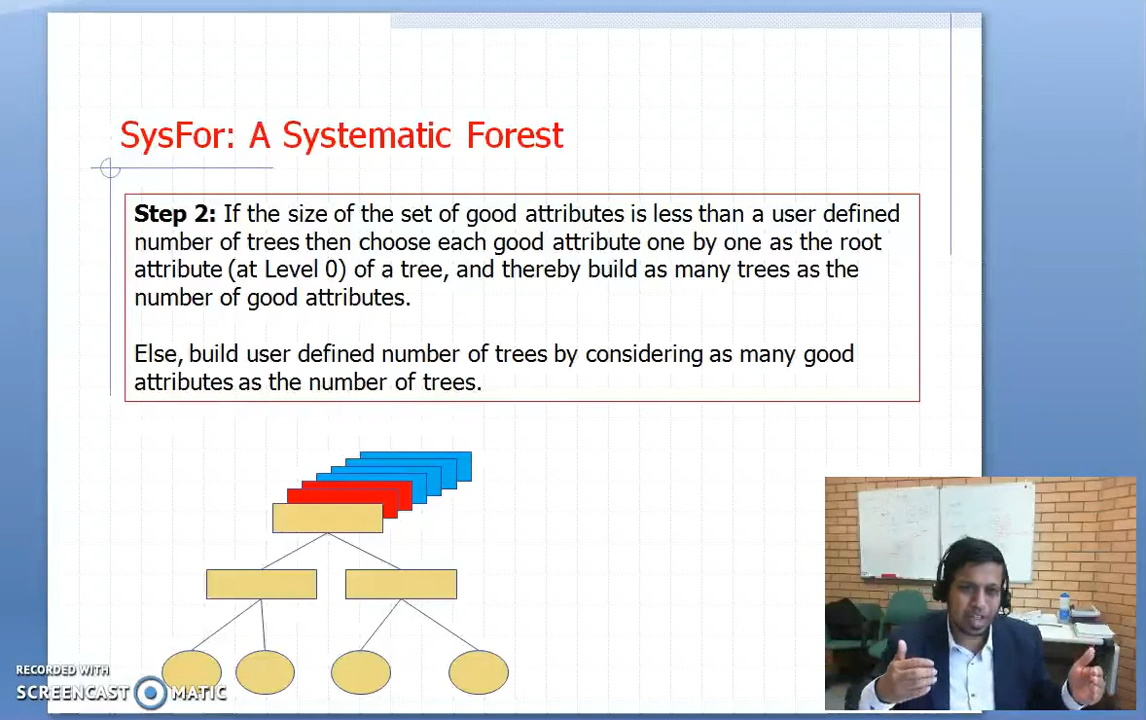 SysFor: A Systematic Forest
Step 2: If the size of the set of good attributes is less than a user defined
number of trees then choose each good attribute one by one as the root
attribute (at Level 0) of a tree, and thereby build as many trees as the
number of good attributes.
Else, build user defined number of trees by considering as many good
attributes as the number of trees.
RECORDED WITH
SCREENCAST MATIC